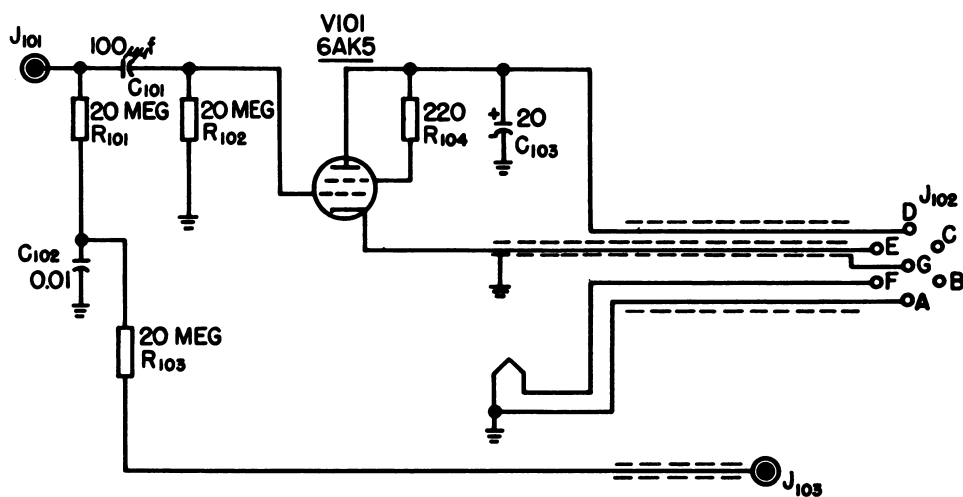 J101
100μμf
C101
V101
6AK5
20 MEG
R101
20 MEG
R102
220
R104
+
20
C103
J102
D
C
E
G
F
B
A
C102
0.01
20 MEG
R103
J103